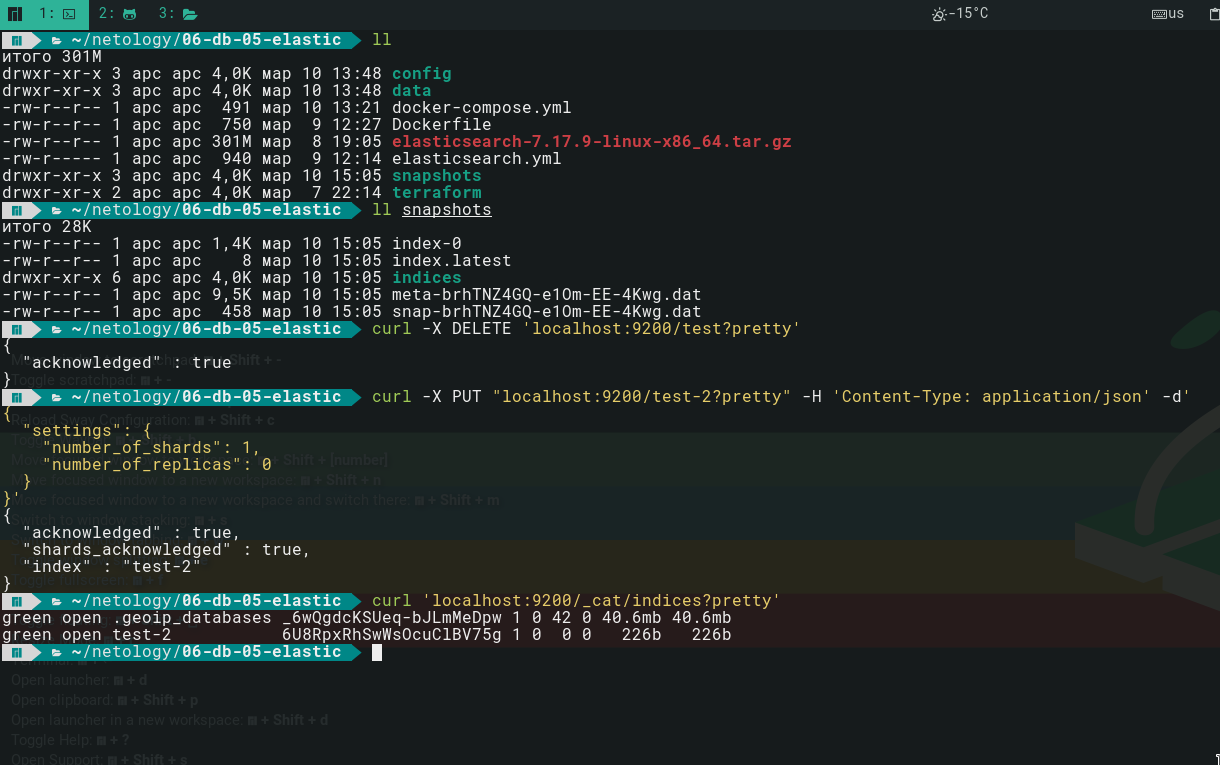 1: 2: 3: -15°C us
~/netology/06-db-05-elastic ll
итого 301M
drwxr-xr-x 3 apc apc 4,0K мар 10 13:48 config
drwxr-xr-x 3 apc apc 4,0K мар 10 13:48 data
-rw-r--r-- 1 apc apc  491 мар 10 13:21 docker-compose.yml
-rw-r--r-- 1 apc apc  750 мар  9 12:27 Dockerfile
-rw-r--r-- 1 apc apc 301M мар  8 19:05 elasticsearch-7.17.9-linux-x86_64.tar.gz
-rw-r----- 1 apc apc  940 мар  9 12:14 elasticsearch.yml
drwxr-xr-x 3 apc apc 4,0K мар 10 15:05 snapshots
drwxr-xr-x 2 apc apc 4,0K мар  7 22:14 terraform
~/netology/06-db-05-elastic ll snapshots
итого 28K
-rw-r--r-- 1 apc apc 1,4K мар 10 15:05 index-0
-rw-r--r-- 1 apc apc    8 мар 10 15:05 index.latest
drwxr-xr-x 6 apc apc 4,0K мар 10 15:05 indices
-rw-r--r-- 1 apc apc 9,5K мар 10 15:05 meta-brhTNZ4GQ-e1Om-EE-4Kwg.dat
-rw-r--r-- 1 apc apc  458 мар 10 15:05 snap-brhTNZ4GQ-e1Om-EE-4Kwg.dat
~/netology/06-db-05-elastic curl -X DELETE 'localhost:9200/test?pretty'
{
  "acknowledged" : true
}
~/netology/06-db-05-elastic curl -X PUT "localhost:9200/test-2?pretty" -H 'Content-Type: application/json' -d'
{
  "settings": {
    "number_of_shards": 1,
    "number_of_replicas": 0
  }
}'
{
  "acknowledged" : true,
  "shards_acknowledged" : true,
  "index" : "test-2"
}
~/netology/06-db-05-elastic curl 'localhost:9200/_cat/indices?pretty'
green open .geoip_databases _6wQgdcKSUeq-bJLmMeDpw 1 0 42 0 40.6mb 40.6mb
green open test-2           6U8RpxRhSwWsOcuClBV75g 1 0  0 0   226b   226b
~/netology/06-db-05-elastic
Toggle scratchpad: + -
Reload Sway Configuration: + Shift + c
+ Shift + [number]
Move focused window to a new workspace: + Shift + n
Move focused window to a new workspace and switch there: + Shift + m
Switch to window stacking: + s
Toggle fullscreen: + f
Open launcher: + d
Open clipboard: + Shift + p
Open launcher in a new workspace: + Shift + d
Toggle Help: + ?
Open Support: + Shift + s